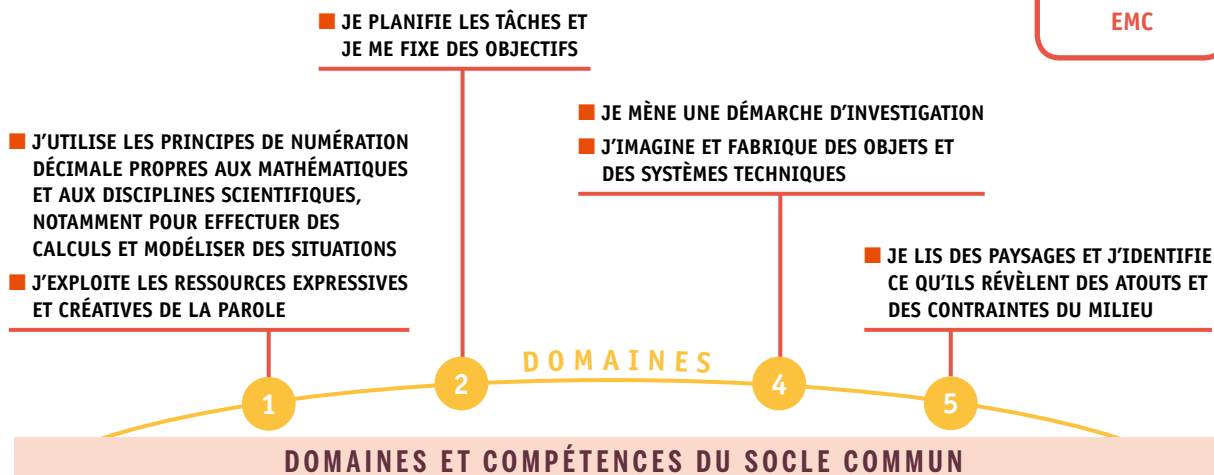 ■ JE PLANIFIE LES TÂCHES ET
JE ME FIXE DES OBJECTIFS
EMC
■ J'UTILISE LES PRINCIPES DE NUMÉRATION
DÉCIMALE PROPRES AUX MATHÉMATIQUES
ET AUX DISCIPLINES SCIENTIFIQUES,
NOTAMMENT POUR EFFECTUER DES
CALCULS ET MODÉLISER DES SITUATIONS
■ J'EXPLOITE LES RESSOURCES EXPRESSIVES
ET CRÉATIVES DE LA PAROLE
■ JE MÈNE UNE DÉMARCHE D'INVESTIGATION
■ J'IMAGINE ET FABRIQUE DES OBJETS ET
DES SYSTÈMES TECHNIQUES
■ JE LIS DES PAYSAGES ET J'IDENTIFIE
CE QU'ILS RÉVÈLENT DES ATOUTS ET
DES CONTRAINTES DU MILIEU
DOMAINES
1
2
4
5
DOMAINES ET COMPÉTENCES DU SOCLE COMMUN